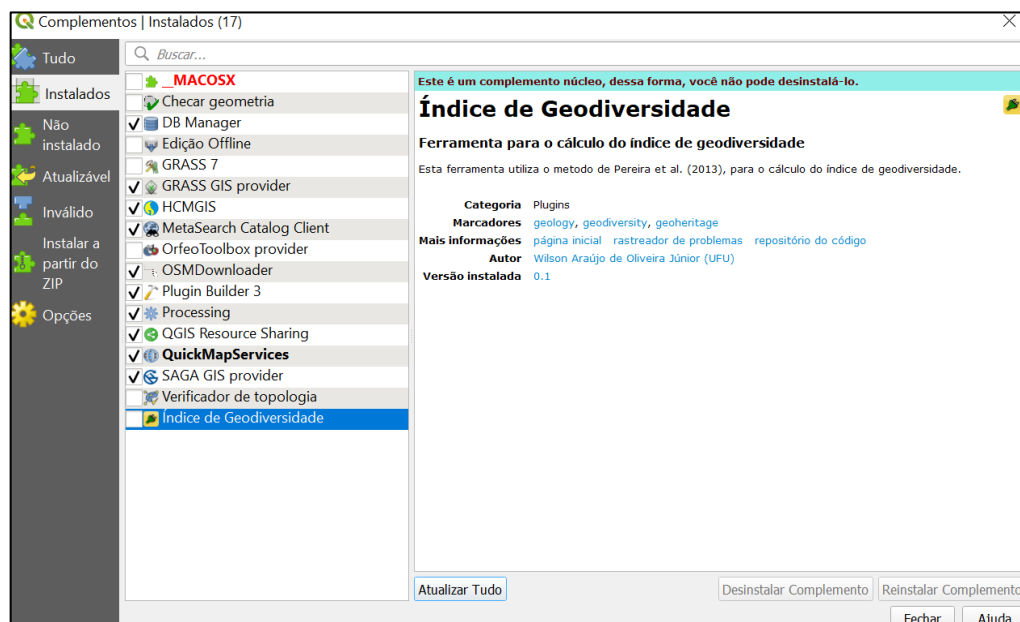 Complementos | Instalados (17)
Tudo
Instalados
Não
instalado
Atualizável
Inválido
Instalar a
partir do
ZIP
Opções
Buscar...
__MACOSX
Checar geometria
DB Manager
Edição Offline
GRASS 7
GRASS GIS provider
HCMGIS
MetaSearch Catalog Client
OrfeoToolbox provider
OSMDownloader
Plugin Builder 3
Processing
QGIS Resource Sharing
QuickMapServices
SAGA GIS provider
Verificador de topologia
Índice de Geodiversidade
Este é um complemento núcleo, dessa forma, você não pode desinstalá-lo.
Índice de Geodiversidade
Ferramenta para o cálculo do índice de geodiversidade
Esta ferramenta utiliza o metodo de Pereira et al. (2013), para o cálculo do índice de geodiversidade.
Categoria Plugins
Marcadores geology, geodiversity, geoheritage
Mais informações página inicial rastreador de problemas repositório do código
Autor Wilson Araújo de Oliveira Júnior (UFU)
Versão instalada 0.1
Atualizar Tudo Desinstalar Complemento Reinstalar Complemento
Fechar Ajuda